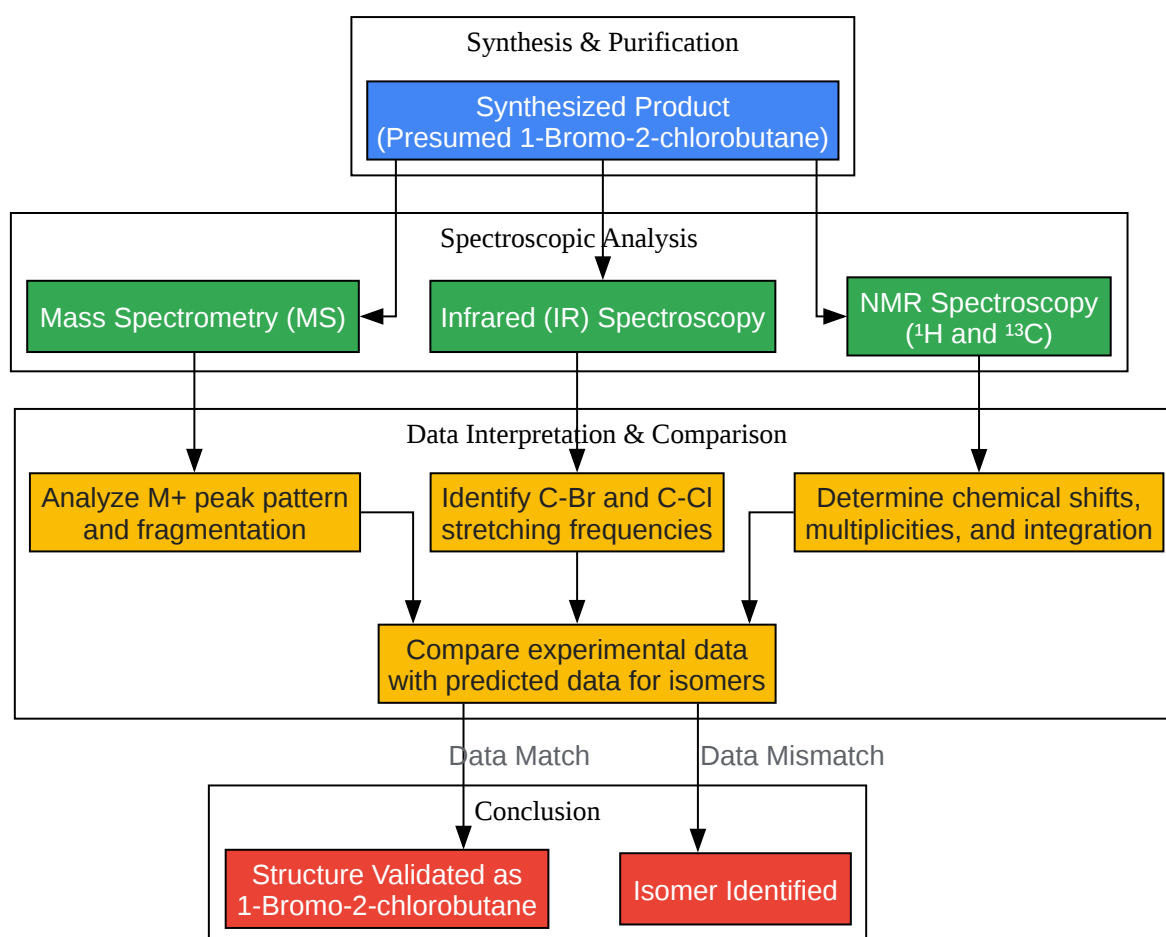 Synthesis & Purification
Synthesized Product
(Presumed 1-Bromo-2-chlorobutane)
Spectroscopic Analysis
Mass Spectrometry (MS)
Infrared (IR) Spectroscopy
NMR Spectroscopy
(¹H and ¹³C)
Data Interpretation & Comparison
Analyze M+ peak pattern
and fragmentation
Identify C-Br and C-Cl
stretching frequencies
Determine chemical shifts,
multiplicities, and integration
Compare experimental data
with predicted data for isomers
Data Match
Data Mismatch
Conclusion
Structure Validated as
1-Bromo-2-chlorobutane
Isomer Identified